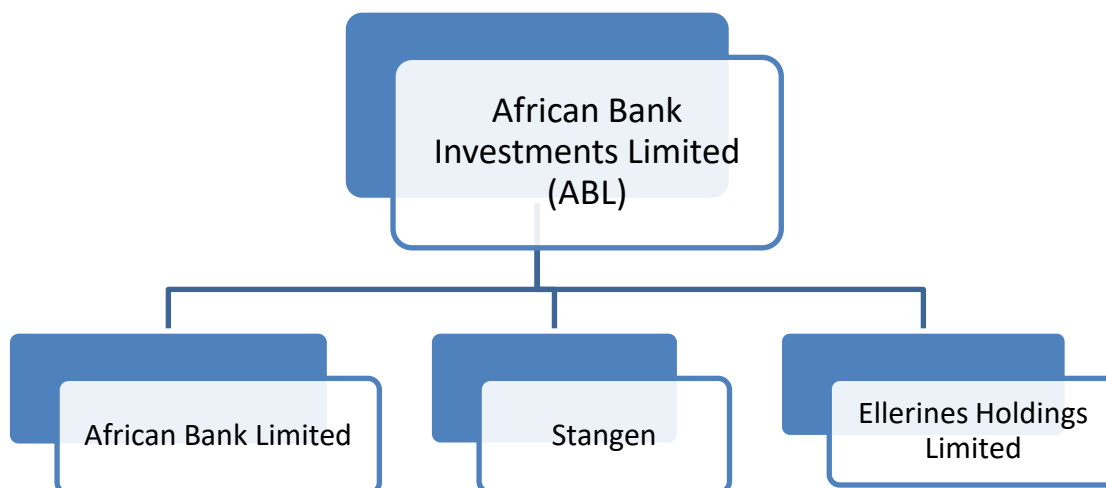 African Bank
Investments Limited
(ABL)
African Bank Limited
Stangen
Ellerines Holdings
Limited